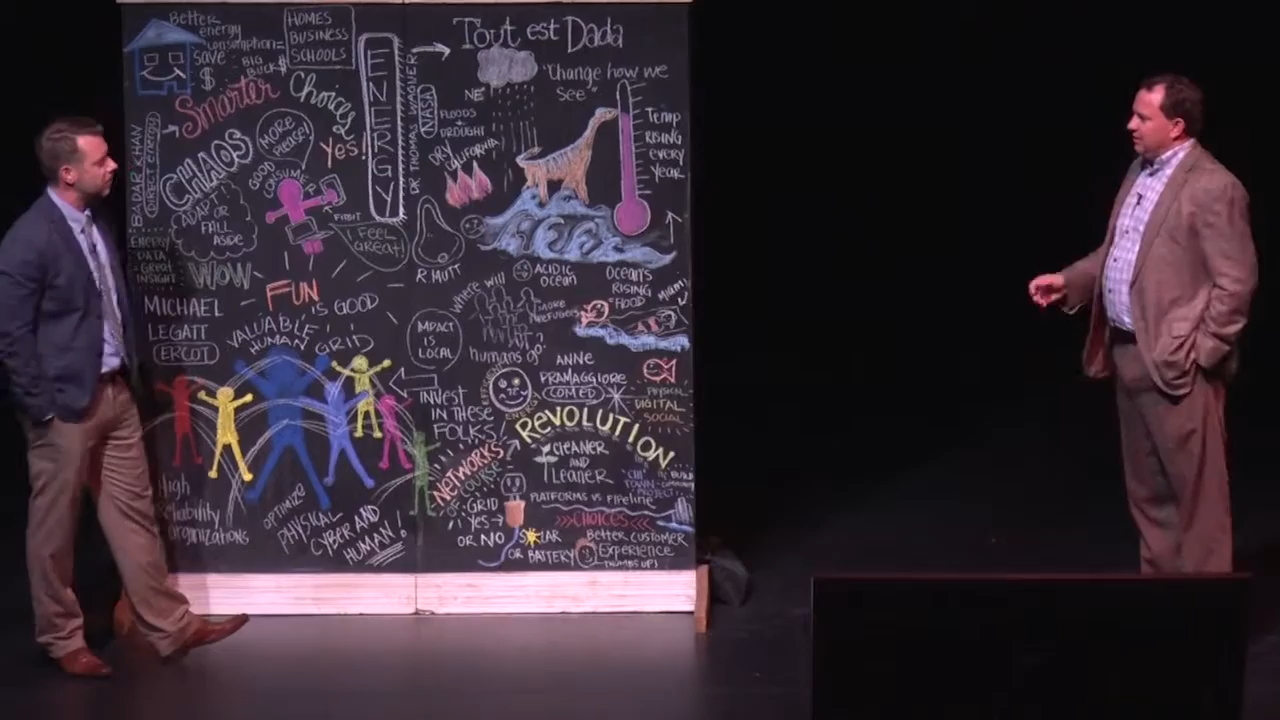 Better
energy
consumption=
save
$
BIG
BUCK$
HOMES
BUSINESS
SCHOOLS
Smarter
Choices
Yes!
ENERGY
BADAR KHAN
DIRECT energy
CHAOS
MORE
Please!
GOOD
CONSUMER
FITBIT
I FEEL
GREAT!
ADAPT OR
FALL
ASIDE
ENERGY
DATA
=GREAT
INSIGHT
WOW
FUN
IS GOOD
MICHAEL
LEGATT
ERCOT
VALUABLE
HUMAN GRID
High
Reliability
Organizations
OPTIMIZE
PHYSICAL
CYBER AND
HUMAN!
Tout est Dada
"Change how we
see"
DR THOMAS WAGNER
NASA
NE
FLOODS
+
DROUGHT
DRY
CALIFORNIA
Temp
RISING
every
Year
R.MUTT
where will
humans go?
ACIDIC
OCEAN
MORE
REFUGEES
OCEANS
RISING
FLOOD
MIAMI
IMPACT
IS
LOCAL
ANNE
PRAMAGGIORE
COMED
PHYSICAL
DIGITAL
SOCIAL
INVEST
IN THESE
FOLKS
REVOLUTION
NETWORKS
OF COURSE
CLEANER
AND
LEANER
PLATFORMS VS PIPELINE
OF-GRID
YES→
OR NO
SOLAR
OR BATTERY
>>CHOICES<<
BETTER CUSTOMER
Experience
THUMBS UP!